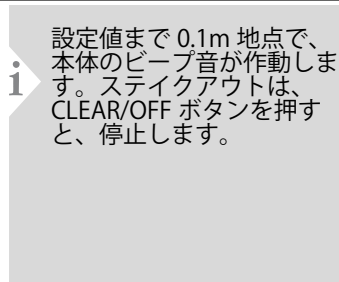 設定値まで 0.1m 地点で、
本体のビープ音が作動しま
す。ステイクアウトは、
CLEAR/OFF ボタンを押す
と、停止します。